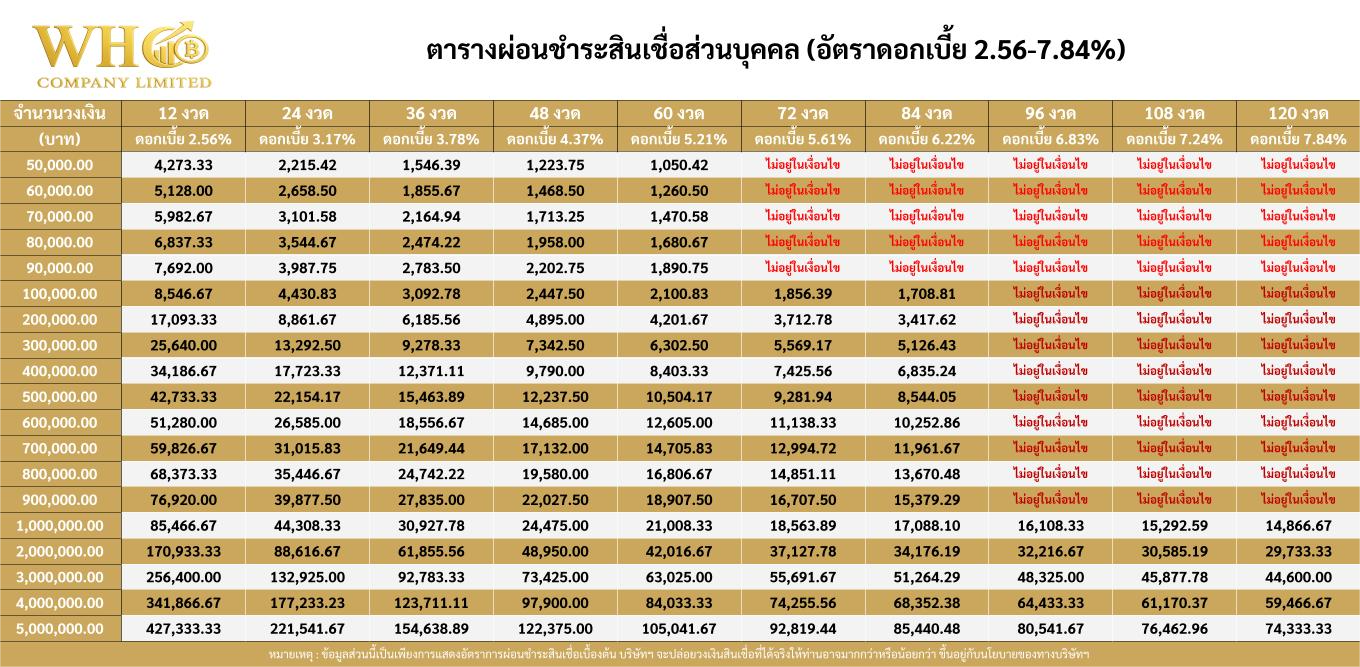 WHO
COMPANY LIMITED
ตารางผ่อนชำระสินเชื่อส่วนบุคคล (อัตราดอกเบี้ย 2.56-7.84%)
จำนวนวงเงิน 12 งวด 24 งวด 36 งวด 48 งวด 60 งวด 72 งวด 84 งวด 96 งวด 108 งวด 120 งวด
(บาท) ดอกเบี้ย 2.56% ดอกเบี้ย 3.17% ดอกเบี้ย 3.78% ดอกเบี้ย 4.37% ดอกเบี้ย 5.21% ดอกเบี้ย 5.61% ดอกเบี้ย 6.22% ดอกเบี้ย 6.83% ดอกเบี้ย 7.24% ดอกเบี้ย 7.84%
50,000.00 4,273.33 2,215.42 1,546.39 1,223.75 1,050.42 ไม่อยู่ในเงื่อนไข ไม่อยู่ในเงื่อนไข ไม่อยู่ในเงื่อนไข ไม่อยู่ในเงื่อนไข ไม่อยู่ในเงื่อนไข
60,000.00 5,128.00 2,658.50 1,855.67 1,468.50 1,260.50 ไม่อยู่ในเงื่อนไข ไม่อยู่ในเงื่อนไข ไม่อยู่ในเงื่อนไข ไม่อยู่ในเงื่อนไข ไม่อยู่ในเงื่อนไข
70,000.00 5,982.67 3,101.58 2,164.94 1,713.25 1,470.58 ไม่อยู่ในเงื่อนไข ไม่อยู่ในเงื่อนไข ไม่อยู่ในเงื่อนไข ไม่อยู่ในเงื่อนไข ไม่อยู่ในเงื่อนไข
80,000.00 6,837.33 3,544.67 2,474.22 1,958.00 1,680.67 ไม่อยู่ในเงื่อนไข ไม่อยู่ในเงื่อนไข ไม่อยู่ในเงื่อนไข ไม่อยู่ในเงื่อนไข ไม่อยู่ในเงื่อนไข
90,000.00 7,692.00 3,987.75 2,783.50 2,202.75 1,890.75 ไม่อยู่ในเงื่อนไข ไม่อยู่ในเงื่อนไข ไม่อยู่ในเงื่อนไข ไม่อยู่ในเงื่อนไข ไม่อยู่ในเงื่อนไข
100,000.00 8,546.67 4,430.83 3,092.78 2,447.50 2,100.83 1,856.39 1,708.81 ไม่อยู่ในเงื่อนไข ไม่อยู่ในเงื่อนไข ไม่อยู่ในเงื่อนไข
200,000.00 17,093.33 8,861.67 6,185.56 4,895.00 4,201.67 3,712.78 3,417.62 ไม่อยู่ในเงื่อนไข ไม่อยู่ในเงื่อนไข ไม่อยู่ในเงื่อนไข
300,000.00 25,640.00 13,292.50 9,278.33 7,342.50 6,302.50 5,569.17 5,126.43 ไม่อยู่ในเงื่อนไข ไม่อยู่ในเงื่อนไข ไม่อยู่ในเงื่อนไข
400,000.00 34,186.67 17,723.33 12,371.11 9,790.00 8,403.33 7,425.56 6,835.24 ไม่อยู่ในเงื่อนไข ไม่อยู่ในเงื่อนไข ไม่อยู่ในเงื่อนไข
500,000.00 42,733.33 22,154.17 15,463.89 12,237.50 10,504.17 9,281.94 8,544.05 ไม่อยู่ในเงื่อนไข ไม่อยู่ในเงื่อนไข ไม่อยู่ในเงื่อนไข
600,000.00 51,280.00 26,585.00 18,556.67 14,685.00 12,605.00 11,138.33 10,252.86 ไม่อยู่ในเงื่อนไข ไม่อยู่ในเงื่อนไข ไม่อยู่ในเงื่อนไข
700,000.00 59,826.67 31,015.83 21,649.44 17,132.00 14,705.83 12,994.72 11,961.67 ไม่อยู่ในเงื่อนไข ไม่อยู่ในเงื่อนไข ไม่อยู่ในเงื่อนไข
800,000.00 68,373.33 35,446.67 24,742.22 19,580.00 16,806.67 14,851.11 13,670.48 ไม่อยู่ในเงื่อนไข ไม่อยู่ในเงื่อนไข ไม่อยู่ในเงื่อนไข
900,000.00 76,920.00 39,877.50 27,835.00 22,027.50 18,907.50 16,707.50 15,379.29 ไม่อยู่ในเงื่อนไข ไม่อยู่ในเงื่อนไข ไม่อยู่ในเงื่อนไข
1,000,000.00 85,466.67 44,308.33 30,927.78 24,475.00 21,008.33 18,563.89 17,088.10 16,108.33 15,292.59 14,866.67
2,000,000.00 170,933.33 88,616.67 61,855.56 48,950.00 42,016.67 37,127.78 34,176.19 32,216.67 30,585.19 29,733.33
3,000,000.00 256,400.00 132,925.00 92,783.33 73,425.00 63,025.00 55,691.67 51,264.29 48,325.00 45,877.78 44,600.00
4,000,000.00 341,866.67 177,233.23 123,711.11 97,900.00 84,033.33 74,255.56 68,352.38 64,433.33 61,170.37 59,466.67
5,000,000.00 427,333.33 221,541.67 154,638.89 122,375.00 105,041.67 92,819.44 85,440.48 80,541.67 76,462.96 74,333.33
หมายเหตุ : ข้อมูลส่วนนี้เป็นเพียงการแสดงอัตราการผ่อนชำระสินเชื่อเบื้องต้น บริษัทฯ จะปล่อยวงเงินสินเชื่อที่ได้จริงให้ท่านอาจมากกว่าหรือน้อยกว่า ขึ้นอยู่กับนโยบายของทางบริษัทฯ